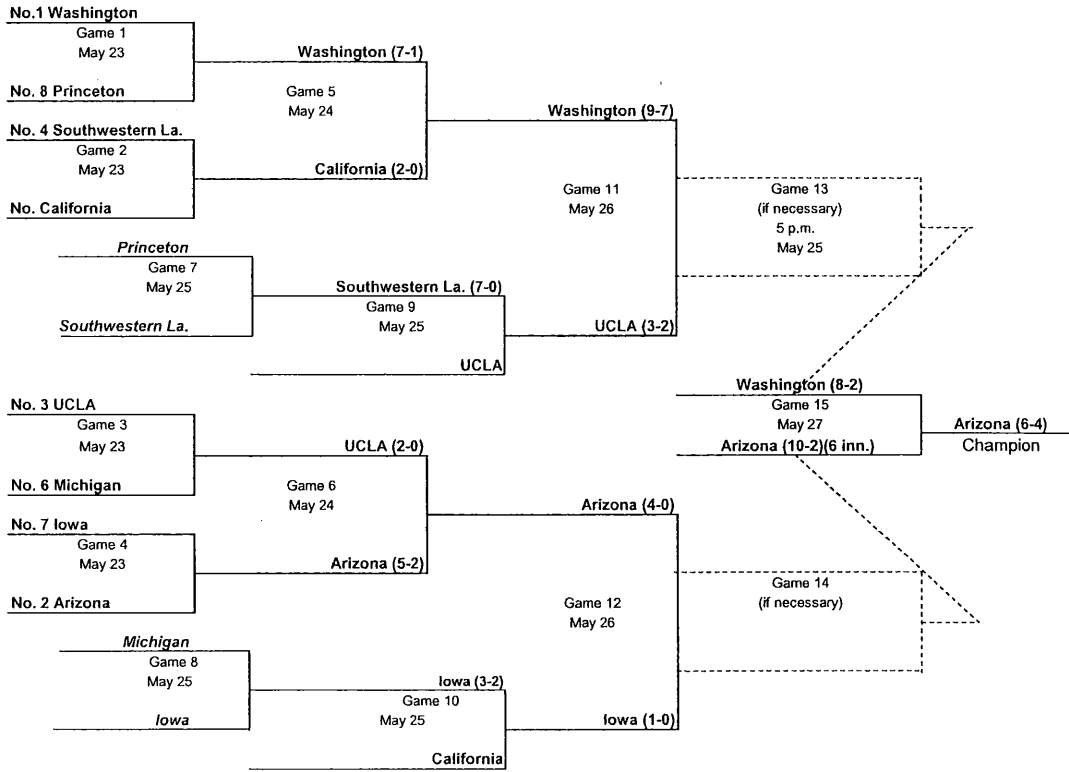 No.1 Washington
Game 1
May 23
No. 8 Princeton
Washington (7-1)
Game 5
May 24
No. 4 Southwestern La.
Game 2
May 23
No. California
California (2-0)
Washington (9-7)
Game 11
May 26
Princeton
Game 7
May 25
Southwestern La.
Southwestern La. (7-0)
Game 9
May 25
UCLA
UCLA (3-2)
Game 13
(if necessary)
5 p.m.
May 25
Washington (8-2)
Game 15
May 27
Arizona (10-2)(6 inn.)
Arizona (6-4)
Champion
No. 3 UCLA
Game 3
May 23
No. 6 Michigan
UCLA (2-0)
Game 6
May 24
No. 7 Iowa
Game 4
May 23
No. 2 Arizona
Arizona (5-2)
Arizona (4-0)
Game 12
May 26
Michigan
Game 8
May 25
Iowa
Iowa (3-2)
Game 10
May 25
California
Iowa (1-0)
Game 14
(if necessary)